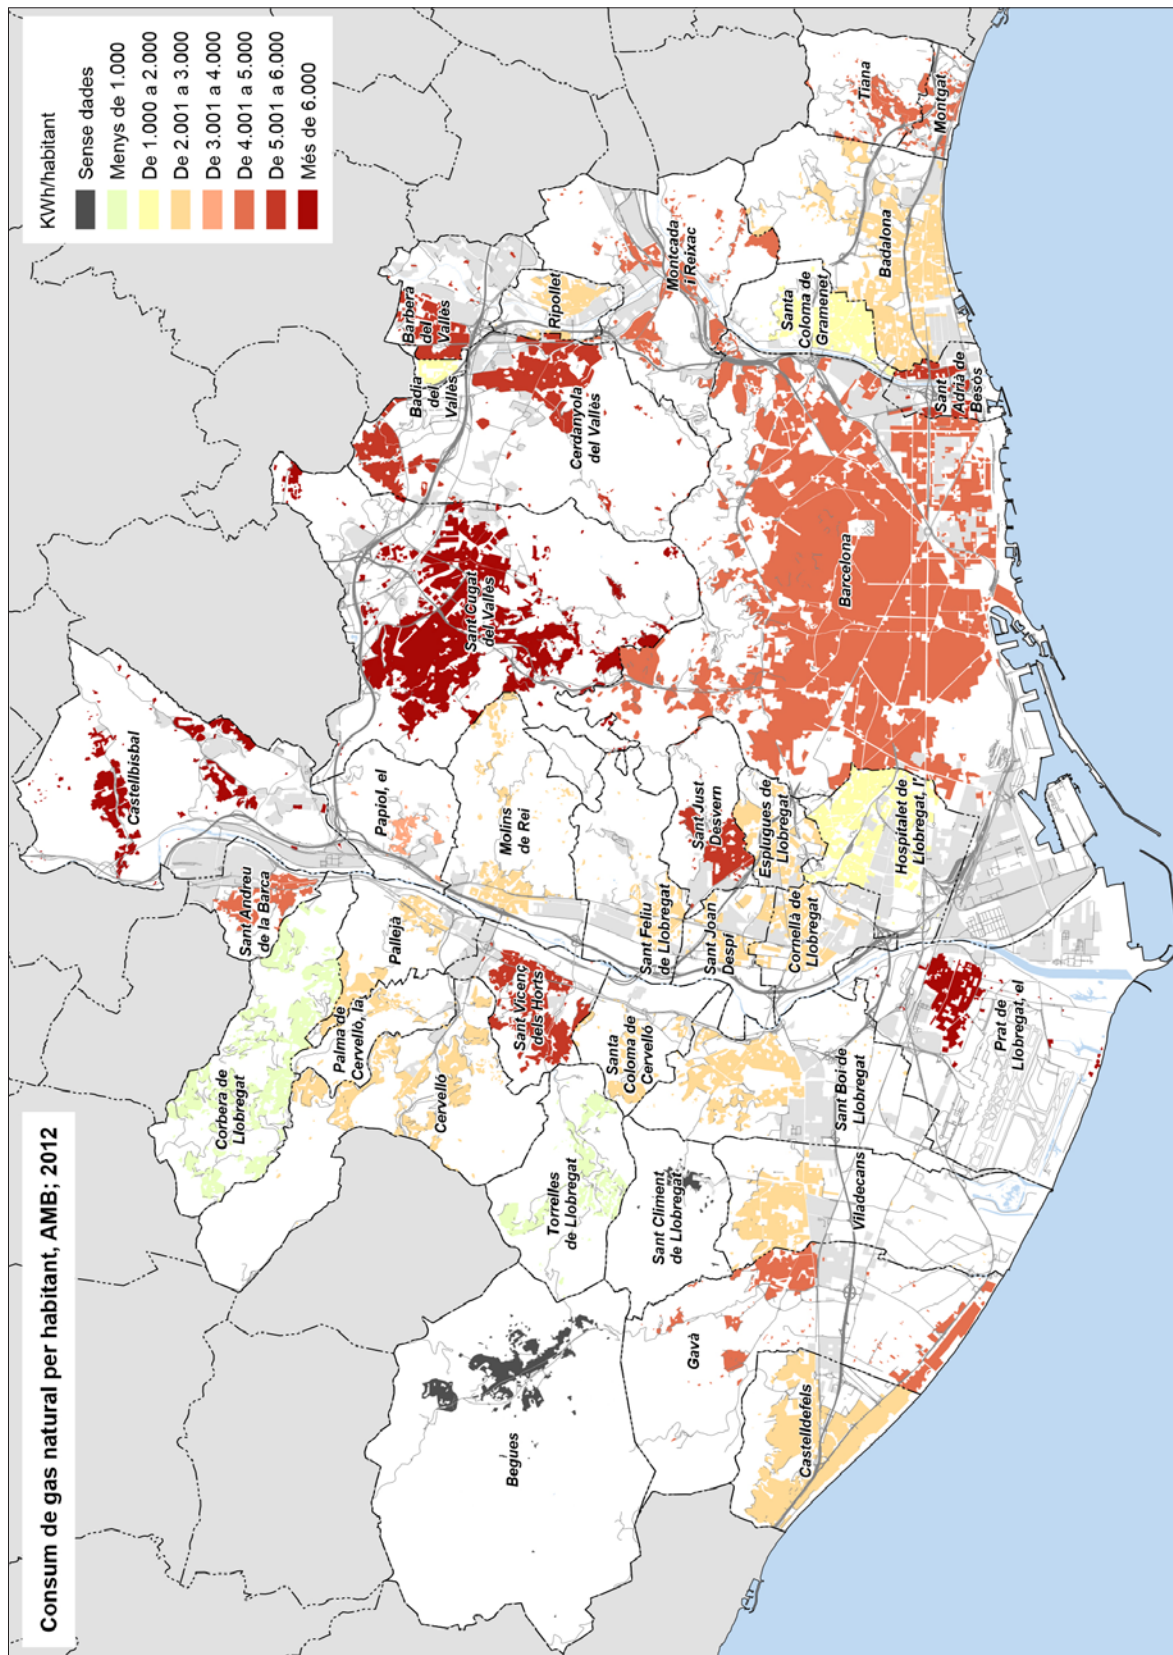 Consum de gas natural per habitant, AMB; 2012
KWh/habitant
Sense dades
Menys de 1.000
De 1.000 a 2.000
De 2.001 a 3.000
De 3.001 a 4.000
De 4.001 a 5.000
De 5.001 a 6.000
Més de 6.000
Castellbisbal
Sant Andreu
de la Barca
Corbera de
Llobregat
Papiol, el
Pallejà
Palma de
Cervelló, la
Cervelló
Sant Vicenç
dels Horts
Molins
de Rei
Sant Cugat
del Vallès
Badia
del
Vallès
Barberà
del
Vallès
Ripollet
Cerdanyola
del Vallès
Montcada
i Reixac
Tiana
Montgat
Badalona
Santa
Coloma de
Gramenet
Sant
Adrià de
Besòs
Barcelona
Sant Just
Desvern
Esplugues de
Llobregat
Hospitalet de
Llobregat, l'
Sant Feliu
de Llobregat
Sant Joan
Despí
Cornellà de
Llobregat
Santa
Coloma de
Cervelló
Torrelles
de Llobregat
Sant Climent
de Llobregat
Begues
Gavà
Castelldefels
Viladecans
Sant Boi de
Llobregat
Prat de
Llobregat, el